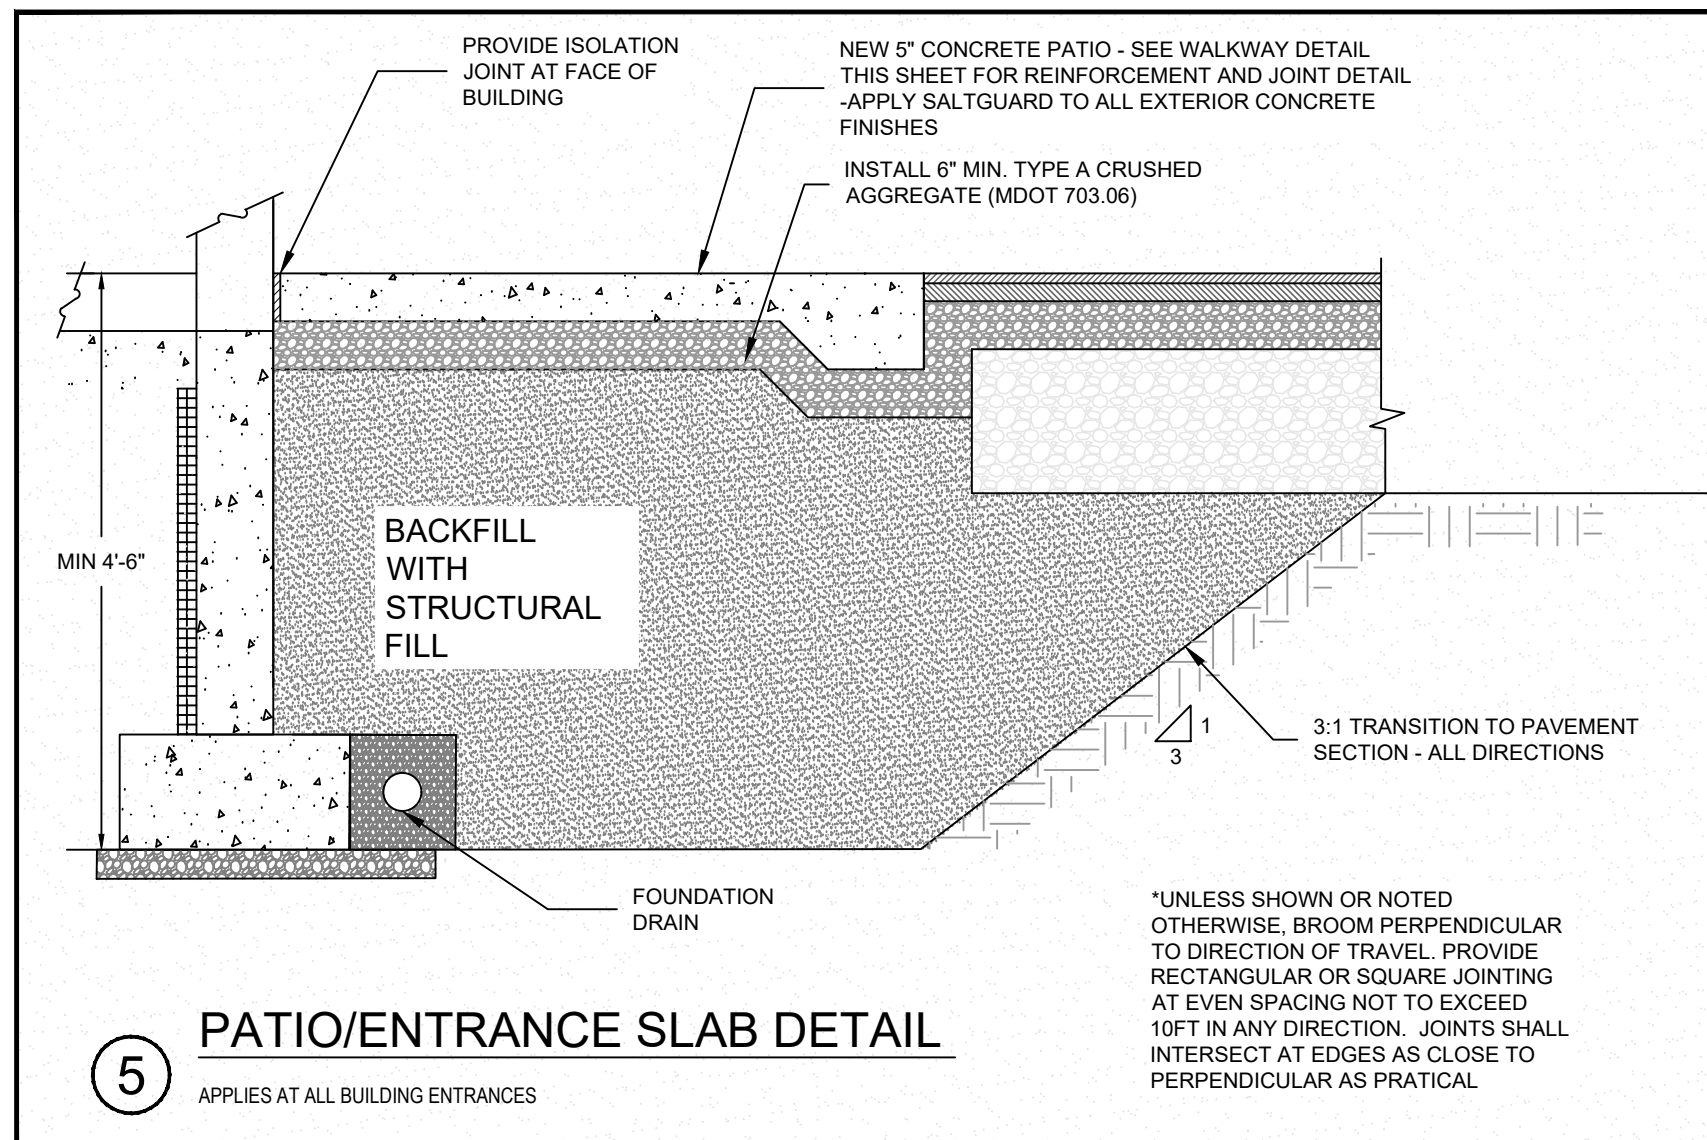 PROVIDE ISOLATION
JOINT AT FACE OF
BUILDING
NEW 5" CONCRETE PATIO - SEE WALKWAY DETAIL
THIS SHEET FOR REINFORCEMENT AND JOINT DETAIL
-APPLY SALTGUARD TO ALL EXTERIOR CONCRETE
FINISHES
INSTALL 6" MIN. TYPE A CRUSHED
AGGREGATE (MDOT 703.06)
BACKFILL
WITH
STRUCTURAL
FILL
MIN 4'-6"
1
3
3:1 TRANSITION TO PAVEMENT
SECTION - ALL DIRECTIONS
FOUNDATION
DRAIN
*UNLESS SHOWN OR NOTED
OTHERWISE, BROOM PERPENDICULAR
TO DIRECTION OF TRAVEL. PROVIDE
RECTANGULAR OR SQUARE JOINTING
AT EVEN SPACING NOT TO EXCEED
10FT IN ANY DIRECTION.  JOINTS SHALL
INTERSECT AT EDGES AS CLOSE TO
PERPENDICULAR AS PRATICAL
5
PATIO/ENTRANCE SLAB DETAIL
APPLIES AT ALL BUILDING ENTRANCES